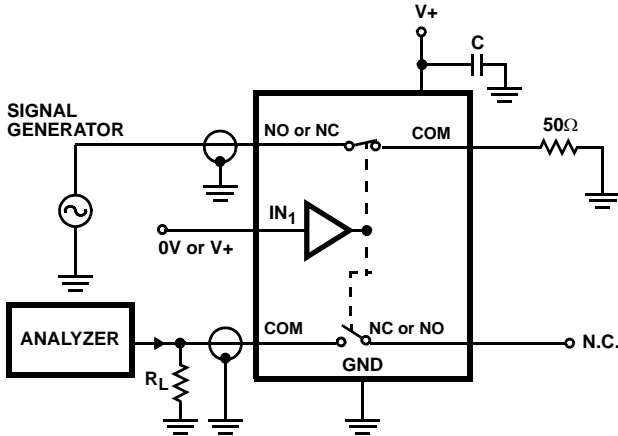 V+
C
SIGNAL
GENERATOR
NO or NC
COM
50Ω
IN1
0V or V+
ANALYZER
COM
NC or NO
N.C.
GND
RL